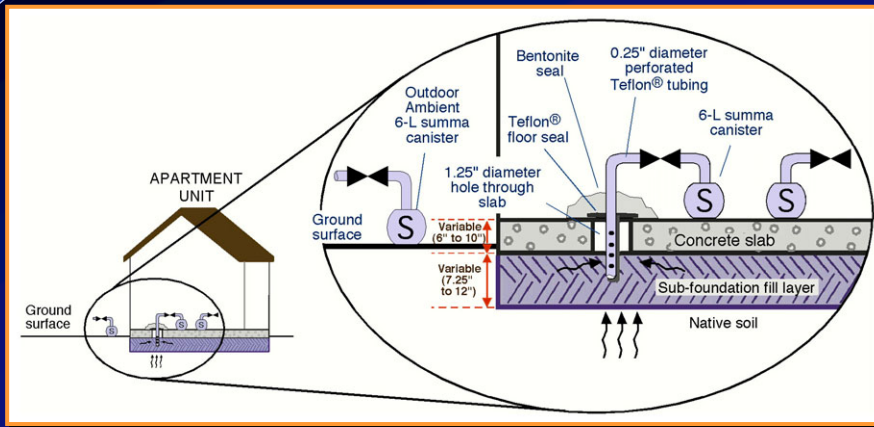 APARTMENT
UNIT
Ground
surface
S
S
S
Outdoor
Ambient
6-L summa
canister
Bentonite
seal
0.25" diameter
perforated
Teflon® tubing
Teflon®
floor seal
6-L summa
canister
1.25" diameter
hole through
slab
Ground
surface
S
S
S
Variable
(6" to 10")
Concrete slab
Variable
(7.25"
to 12")
Sub-foundation fill layer
Native soil